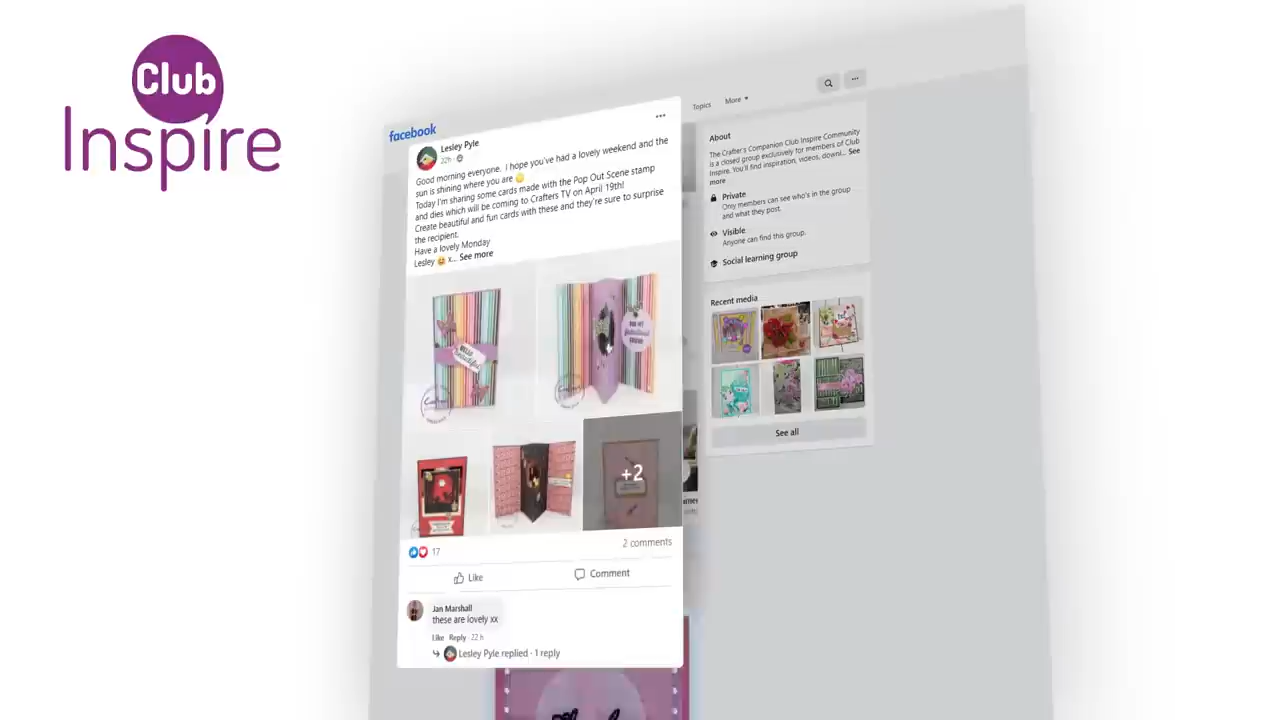 Club
Inspire
facebook
Lesley Pyle
22h ·
Good morning everyone. I hope you've had a lovely weekend and the
sun is shining where you are
Today I'm sharing some cards made with the Pop Out Scene stamp
and dies which will be coming to Crafters TV on April 19th!
Create beautiful and fun cards with these and they're sure to surprise
the recipient.
Have a lovely Monday
Lesley 😊 x... See more
HELLO
beautiful
+2
17
2 comments
Like
Comment
Jan Marshall
these are lovely xx
Like Reply · 22 h
Lesley Pyle replied · 1 reply
Topics
More
About
The Crafter's Companion Club Inspire Community
is a closed group exclusively for members of Club
Inspire. You'll find inspiration, videos, downl... See
more
Private
Only members can see who's in the group
and what they post.
Visible
Anyone can find this group.
Social learning group
Recent media
See all